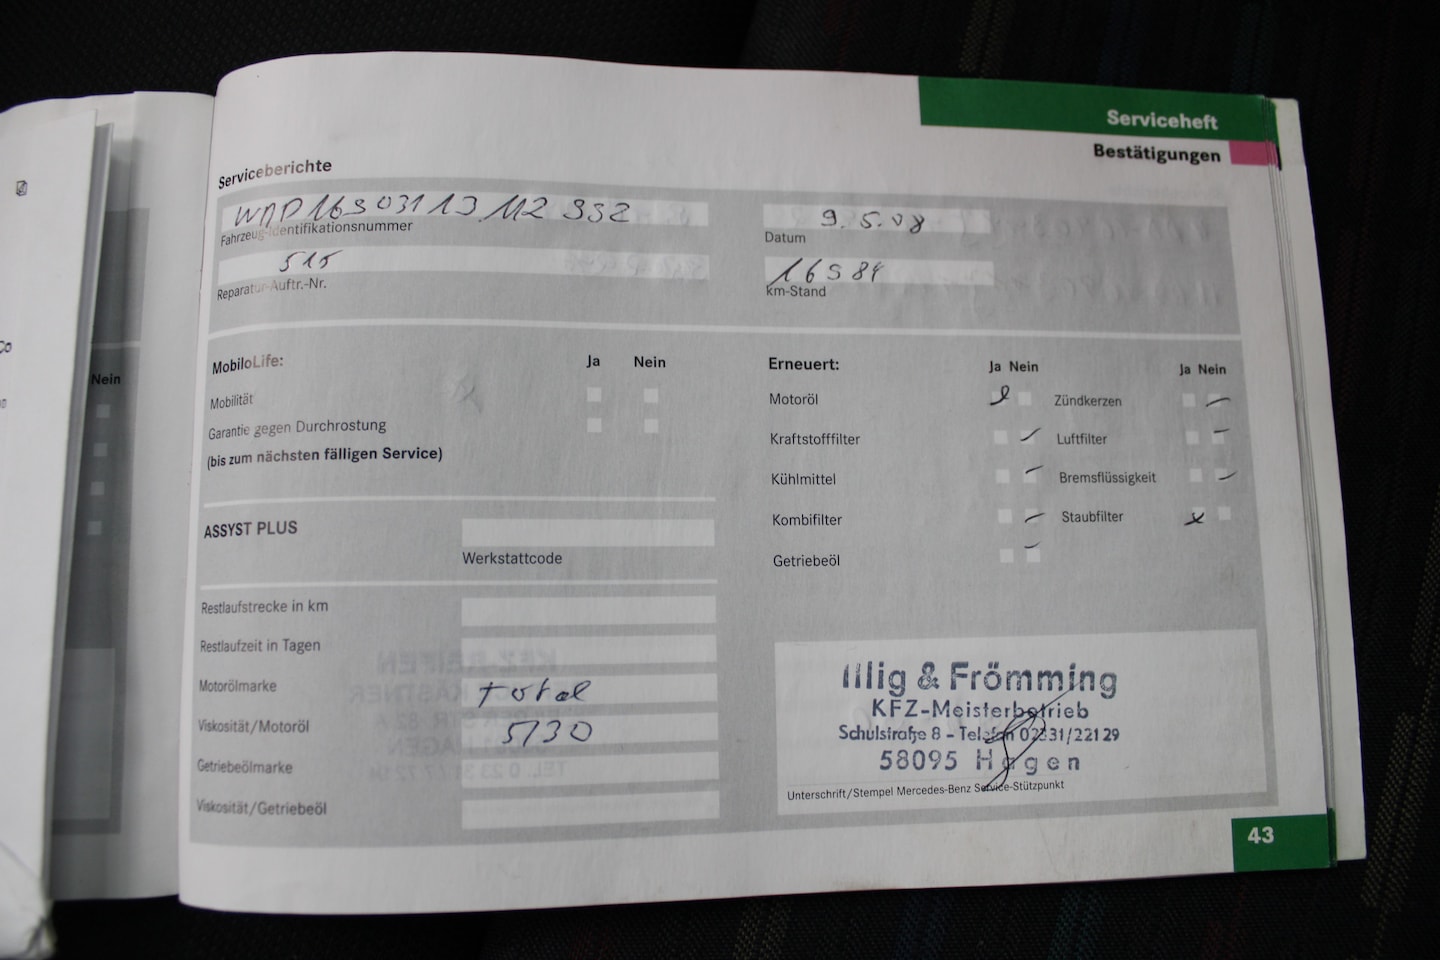 Serviceheft
Bestätigungen
Serviceberichte
Fahrzeug-Identifikationsnummer
9.5.08
Datum
515
Reparatur-Auftr.-Nr.
16984
km-Stand
MobiloLife:
Ja Nein
Mobilität
Garantie gegen Durchrostung
(bis zum nächsten fälligen Service)
Erneuert:
Ja Nein
Ja Nein
Motoröl
Zündkerzen
Kraftstofffilter
Luftfilter
Kühlmittel
Bremsflüssigkeit
Kombifilter
Staubfilter
Getriebeöl
ASSYST PLUS
Werkstattcode
Restlaufstrecke in km
Restlaufzeit in Tagen
Motorölmarke
total
Viskosität/Motoröl
5/30
Getriebeölmarke
Viskosität/Getriebeöl
Illig & Frömming
KFZ-Meisterbetrieb
Schulstraße 8 - Telefon 02331/22129
58095 Hagen
Unterschrift/Stempel Mercedes-Benz Service-Stützpunkt
43
Nein